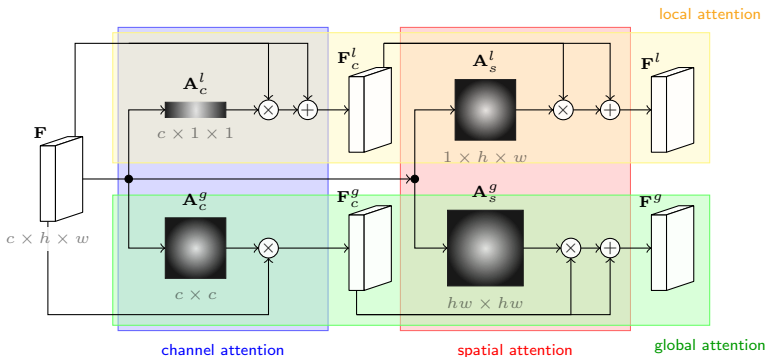 local attention
F
A_c^l
c × 1 × 1
×
+
F_c^l
A_s^l
1 × h × w
×
+
F^l
c × h × w
A_c^g
c × c
×
F_c^g
A_s^g
hw × hw
×
+
F^g
channel attention
spatial attention
global attention